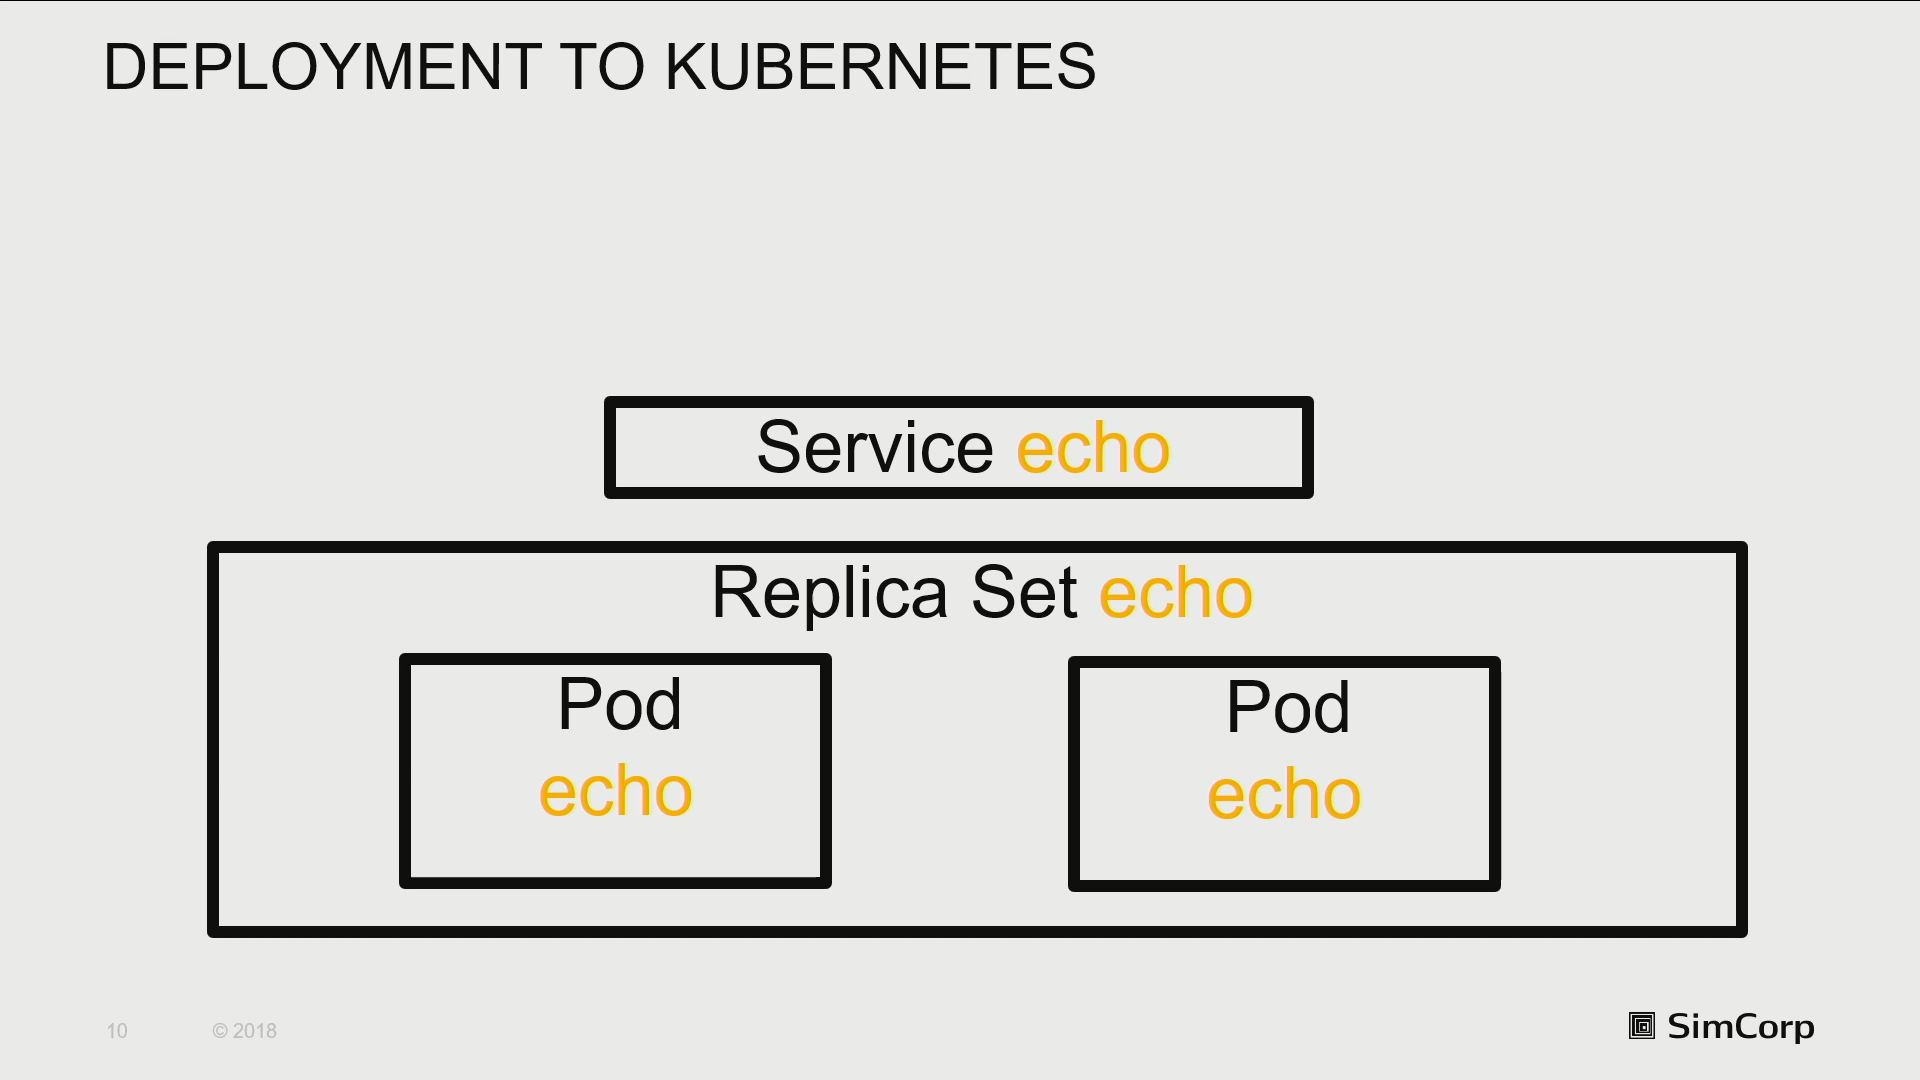 DEPLOYMENT TO KUBERNETES
Service echo
Replica Set echo
Pod
echo
Pod
echo
10
© 2018
SimCorp